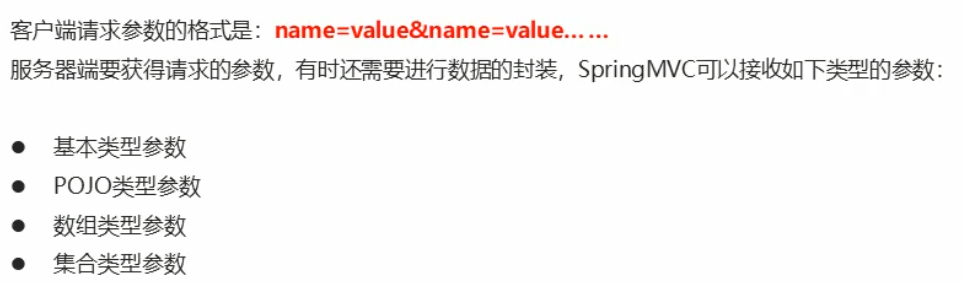 客户端请求参数的格式是：name=value&name=value… …
服务器端要获得请求的参数，有时还需要进行数据的封装，SpringMVC可以接收如下类型的参数：
● 基本类型参数
● POJO类型参数
● 数组类型参数
● 集合类型参数